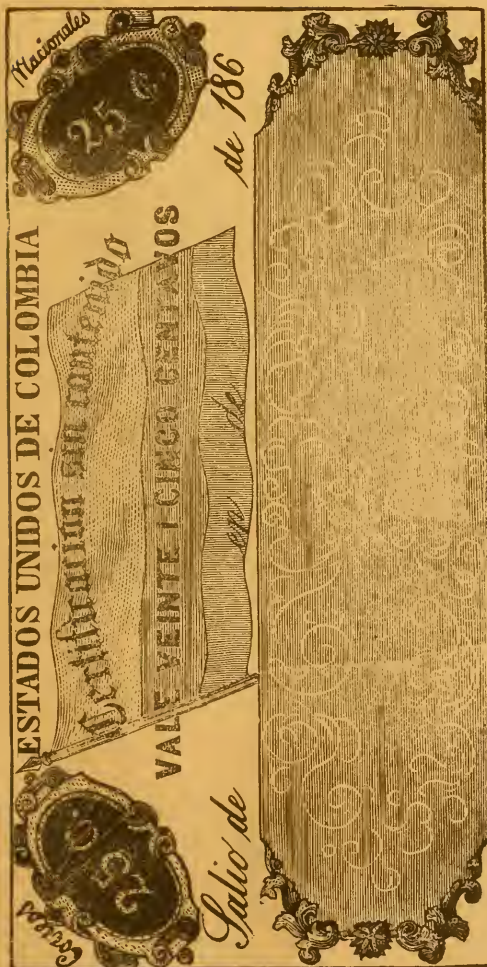 Correos
Nacionales
ESTADOS UNIDOS DE COLOMBIA
25 c.
25 c.
Certificacion sin contenido
VALE VEINTE I CINCO CENTAVOS
Salio de en de de 186